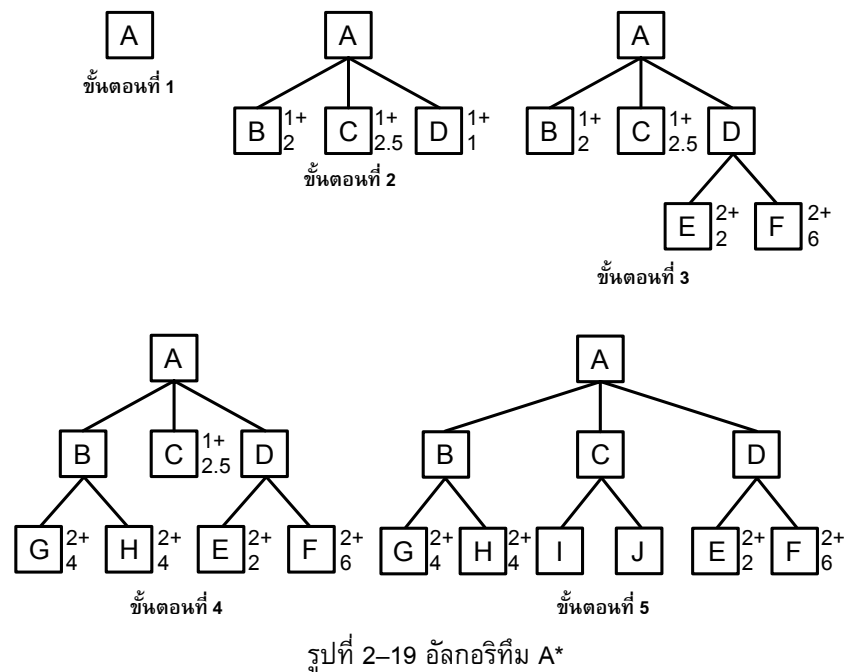 A A A
ขั้นตอนที่ 1
B 1+ 2 C 1+ 2.5 D 1+ 1 B 1+ 2 C 1+ 2.5 D
ขั้นตอนที่ 2
E 2+ 2 F 2+ 6
ขั้นตอนที่ 3
A A
B C 1+ 2.5 D B C D
G 2+ 4 H 2+ 4 E 2+ 2 F 2+ 6 G 2+ 4 H 2+ 4 I J E 2+ 2 F 2+ 6
ขั้นตอนที่ 4 ขั้นตอนที่ 5
รูปที่ 2–19 อัลกอริทึม A*